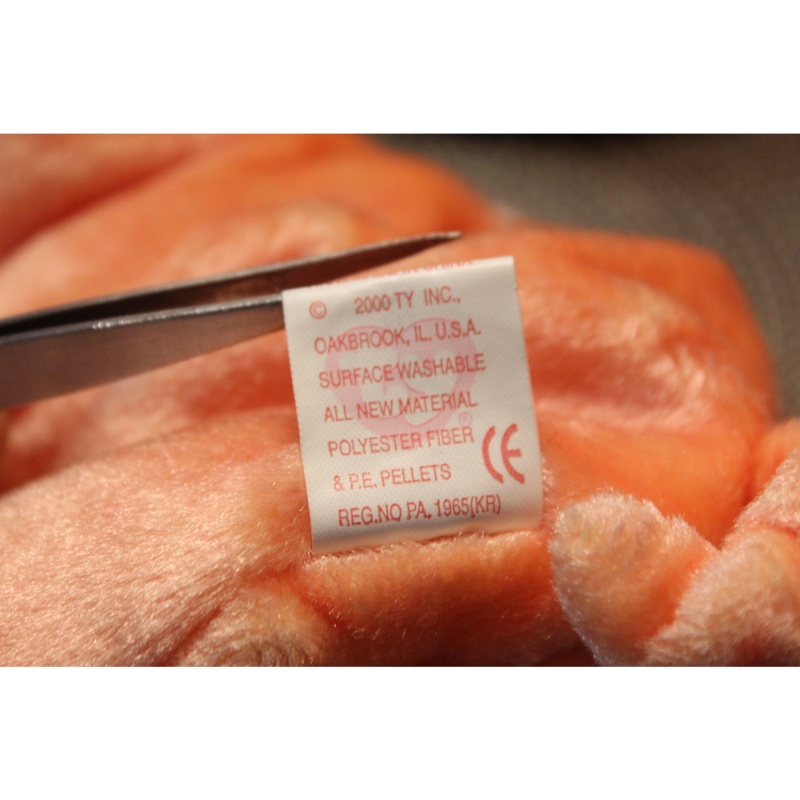 © 2000 TY INC.,
OAKBROOK, IL. U.S.A.
SURFACE WASHABLE
ALL NEW MATERIAL
POLYESTER FIBER
& P.E. PELLETS
REG.NO PA. 1965(KR)
CE
®